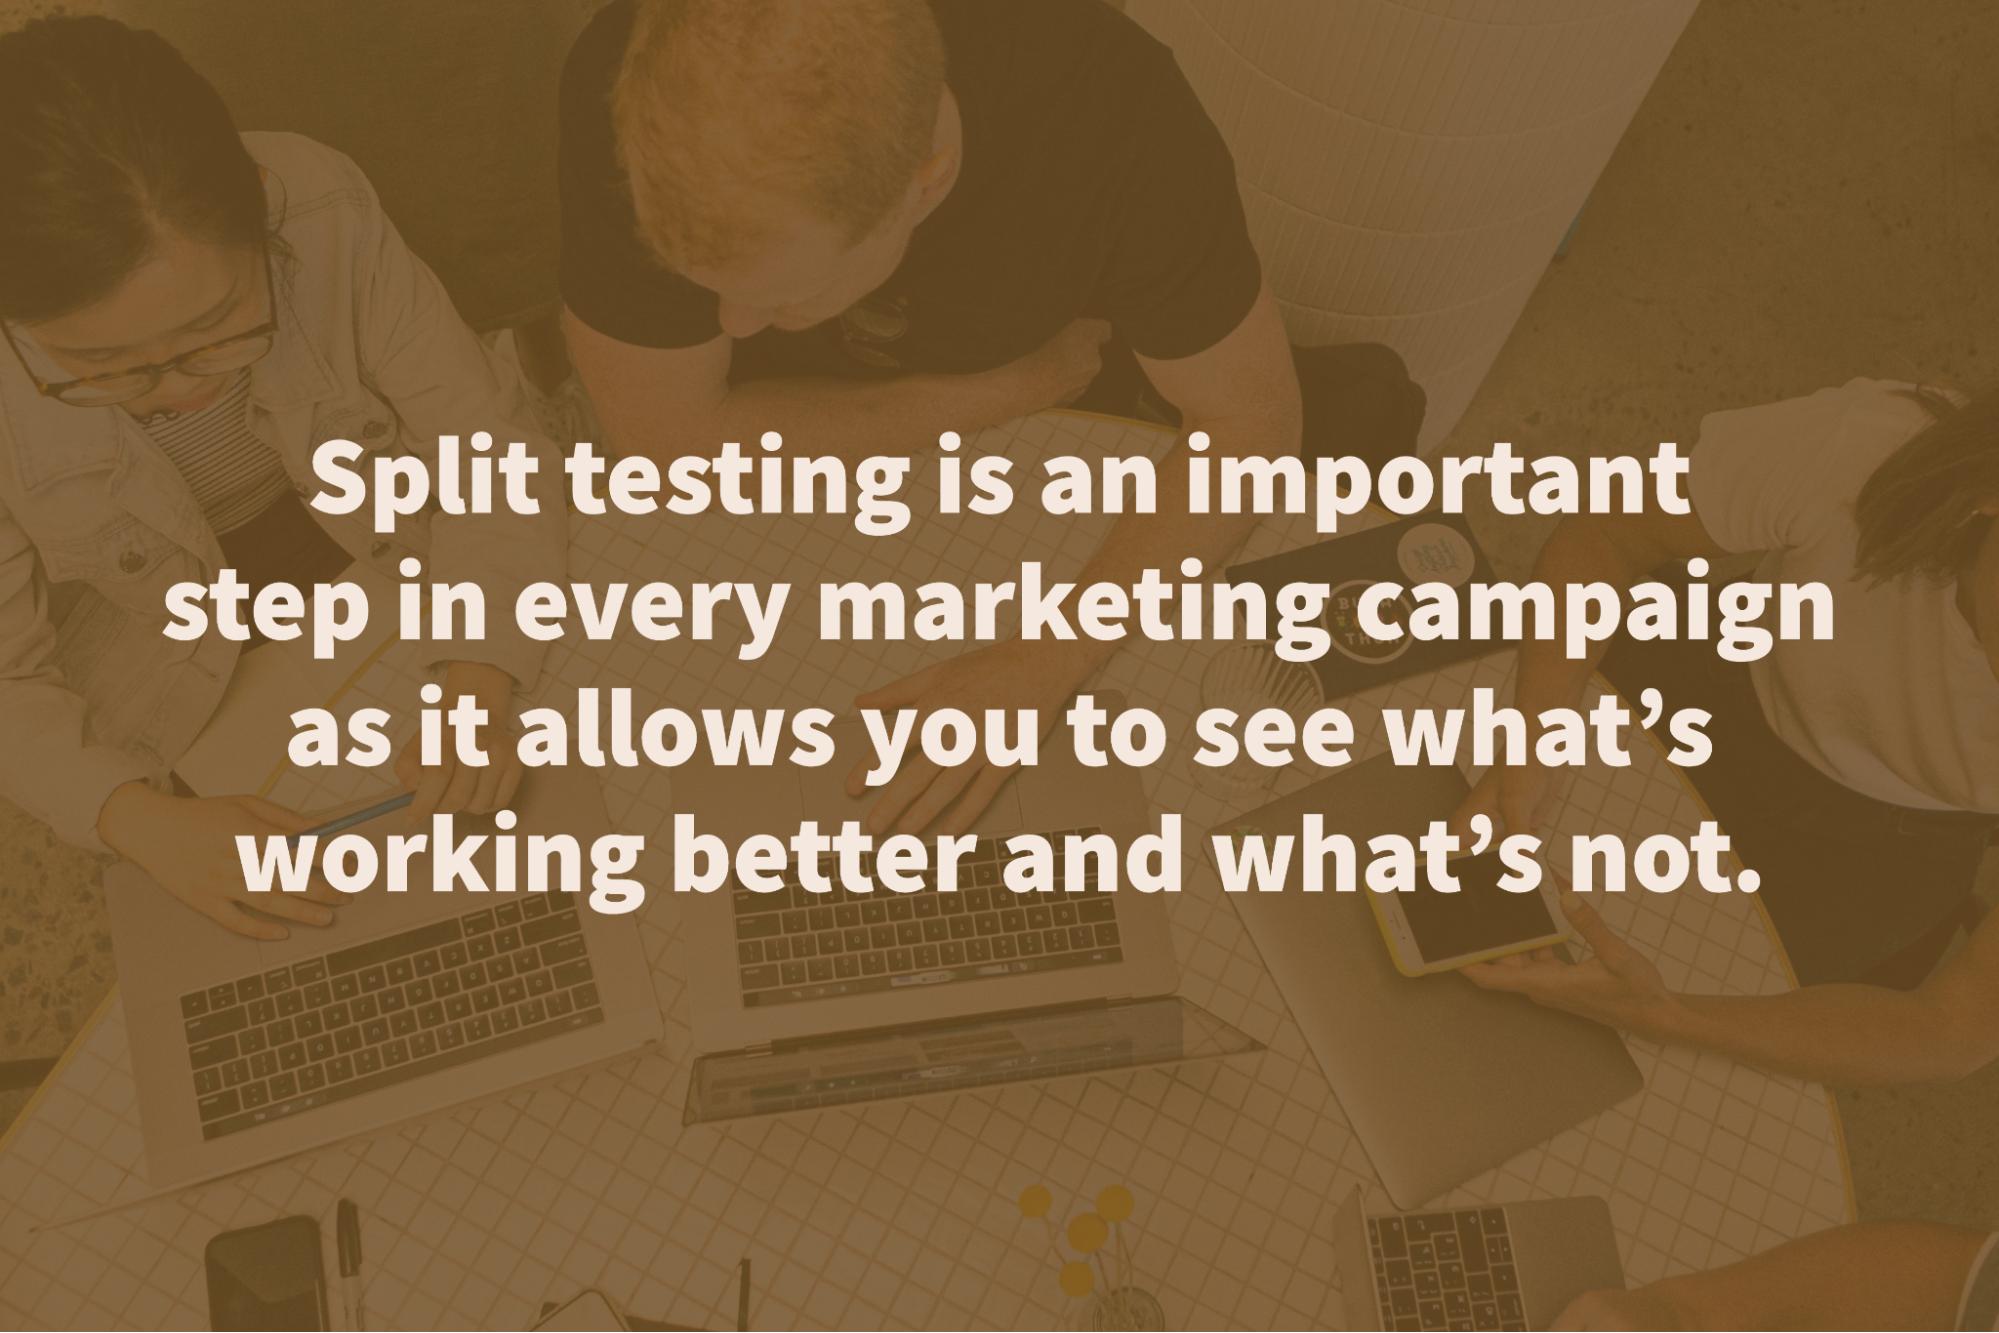 Split testing is an important
step in every marketing campaign
as it allows you to see what’s
working better and what’s not.